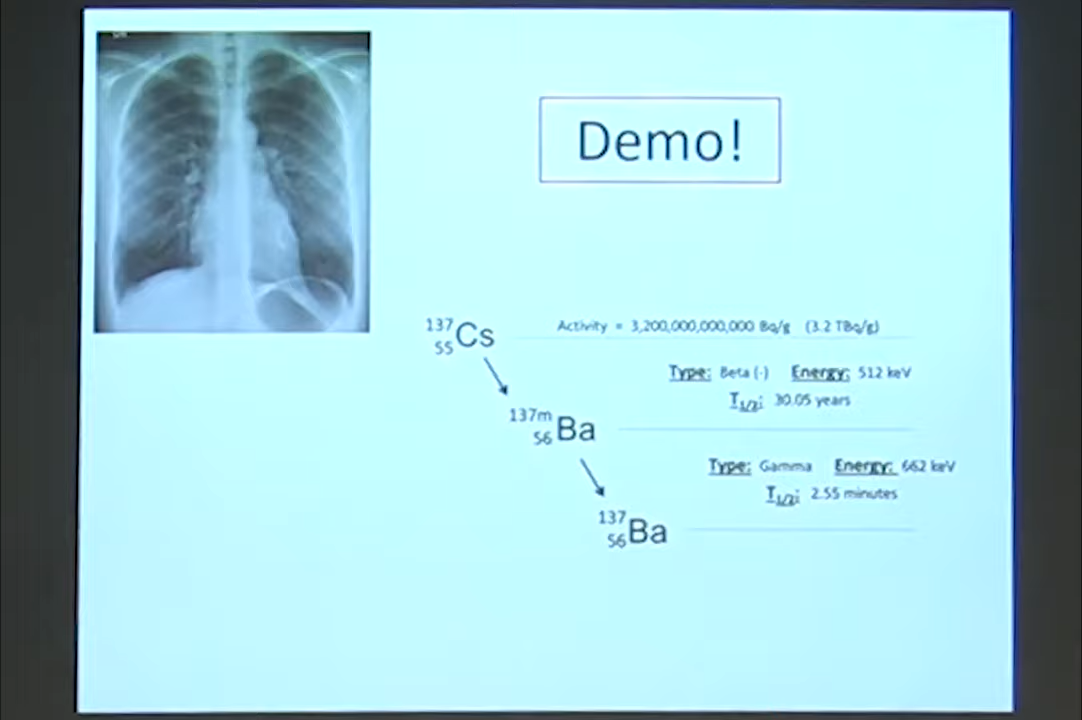 Demo!
137
55 Cs
Activity = 3,200,000,000,000 Bq/g (3.2 TBq/g)
Type: Beta (-) Energy: 512 keV
T1/2: 30.05 years
137m
56 Ba
Type: Gamma Energy: 662 keV
T1/2: 2.55 minutes
137
56 Ba